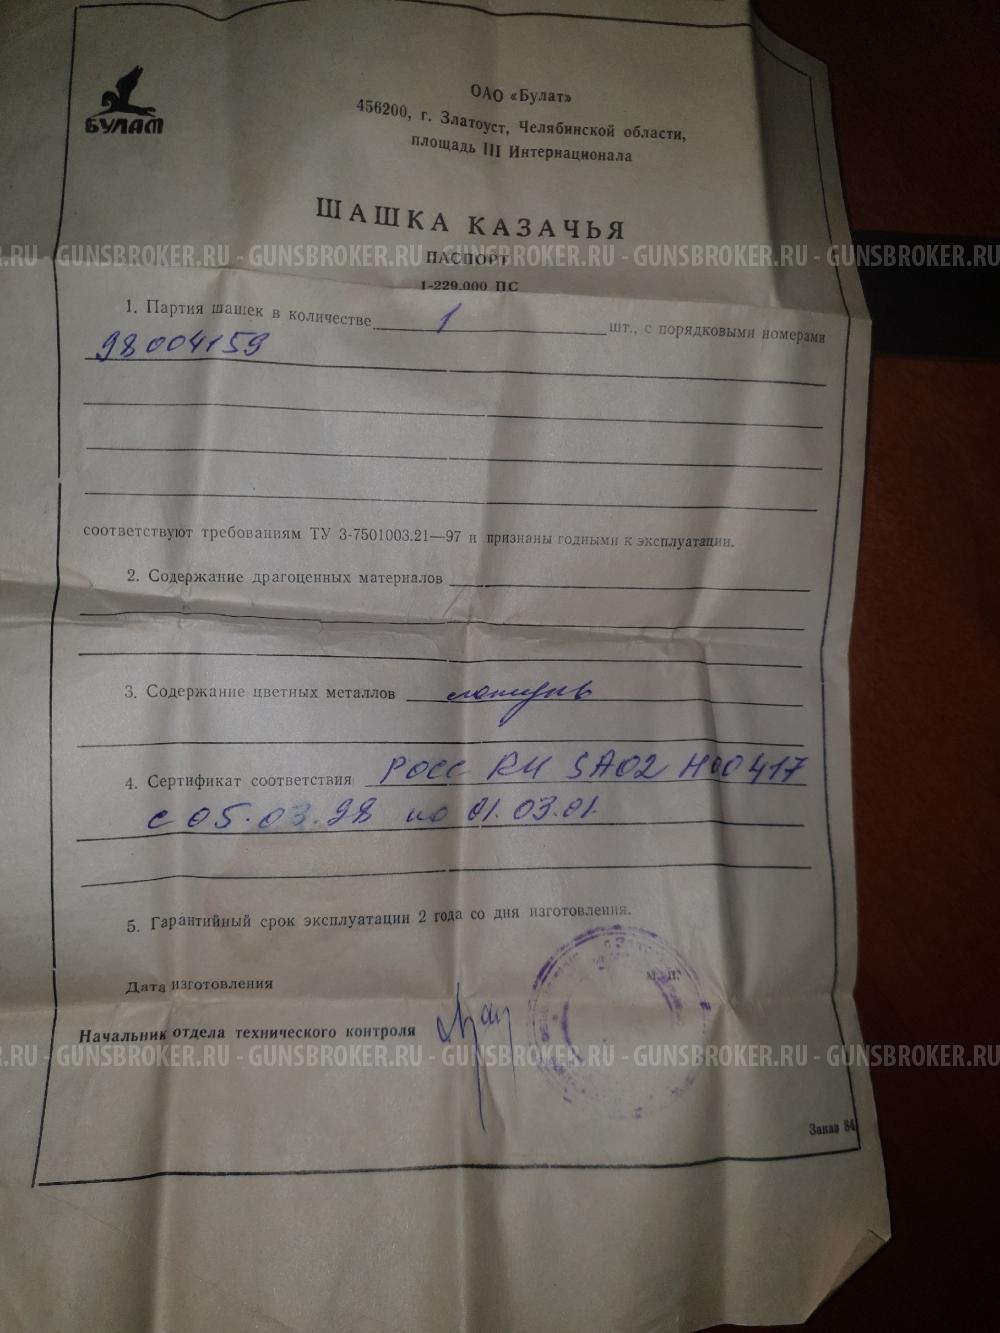 БУЛАТ
ОАО «Булат»
456200, г. Златоуст, Челябинской области,
площадь III Интернационала
ШАШКА КАЗАЧЬЯ
.RU - GUNSBROKER.RU - GUNSBROKER.RU - GUNSBROKER.RU - GUNSBROKER.RU - GUNSBROKER.RU
ПАСПОРТ
1-229.000 ПС
1. Партия шашек в количестве 1 шт., с порядковыми номерами
98004159
соответствуют требованиям ТУ 3-7501003.21—97 и признаны годными к эксплуатации.
2. Содержание драгоценных материалов
3. Содержание цветных металлов латунь
4. Сертификат соответствия РОСС RU SA02 H00417
с 05.03.98 по 01.03.01.
5. Гарантийный срок эксплуатации 2 года со дня изготовления.
М. П.
Дата изготовления
Начальник отдела технического контроля
.RU - GUNSBROKER.RU - GUNSBROKER.RU - GUNSBROKER.RU - GUNSBROKER.RU - GUNSBROKER.RU
Заказ 84